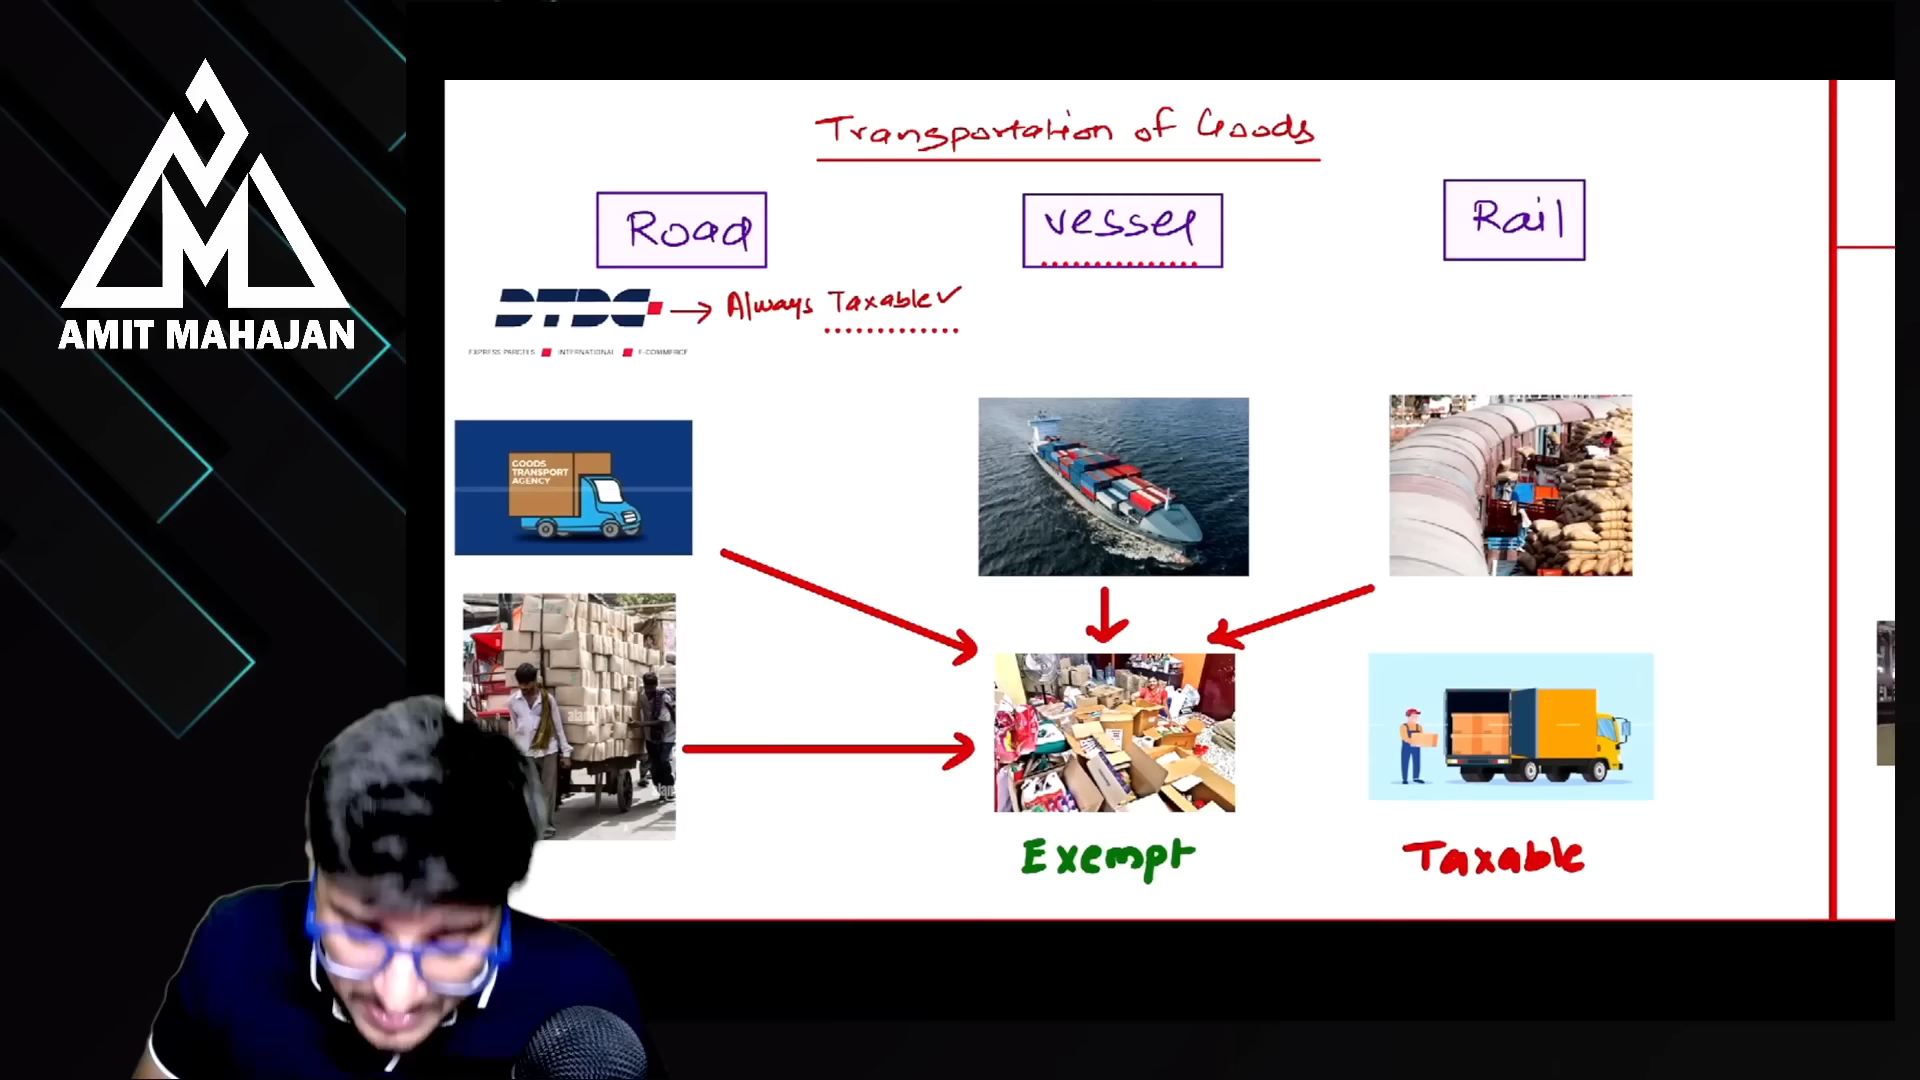 AMIT MAHAJAN
Transportation of Goods
Road
vessel
Rail
DTDC → Always Taxable ✓
EXPRESS PARCELS INTERNATIONAL E-COMMERCE
GOODS
TRANSPORT
AGENCY
Exempt
Taxable